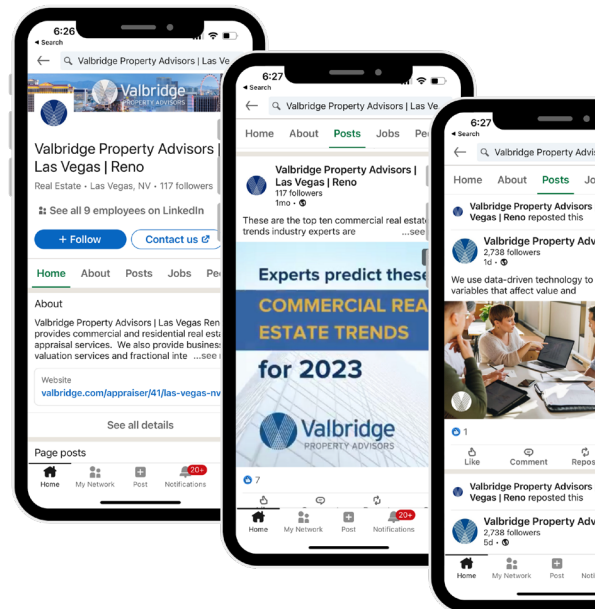 6:26
Search
Valbridge Property Advisors | Las Ve
Valbridge
PROPERTY ADVISORS
Valbridge Property Advisors |
Las Vegas | Reno
Real Estate • Las Vegas, NV • 117 followers
See all 9 employees on LinkedIn
+ Follow
Contact us
Home About Posts Jobs Pe
About
Valbridge Property Advisors | Las Vegas Ren
provides commercial and residential real esta
appraisal services. We also provide business
valuation services and fractional inte ...see
Website
valbridge.com/appraiser/41/las-vegas-nv
See all details
Page posts
20+
Home My Network Post Notifications
6:27
Search
Valbridge Property Advisors | Las Ve
Home About Posts Jobs Pe
Valbridge Property Advisors |
Las Vegas | Reno
117 followers
1mo •
These are the top ten commercial real estat
trends industry experts are ...see
Experts predict these
COMMERCIAL REA
ESTATE TRENDS
for 2023
Valbridge
PROPERTY ADVISORS
7
20+
Home My Network Post Notifications
6:27
Search
Valbridge Property Advis
Home About Posts Jo
Valbridge Property Advisors
Vegas | Reno reposted this
Valbridge Property Adv
2,738 followers
1d •
We use data-driven technology to
variables that affect value and
1
Like Comment Repos
Valbridge Property Advisors
Vegas | Reno reposted this
Valbridge Property Adv
2,738 followers
5d •
Home My Network Post Noti